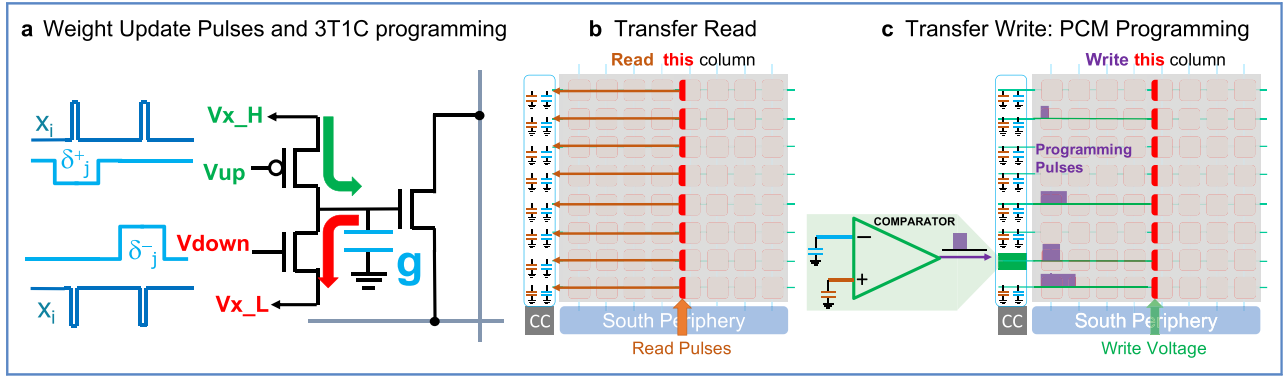 a Weight Update Pulses and 3T1C programming
xᵢ
δ⁺ⱼ
δ⁻ⱼ
xᵢ
Vx_H
Vup
Vdown
Vx_L
g
b Transfer Read
Read this column
CC
South Periphery
Read Pulses
c Transfer Write: PCM Programming
Write this column
Programming
Pulses
COMPARATOR
−
+
CC
South Periphery
Write Voltage